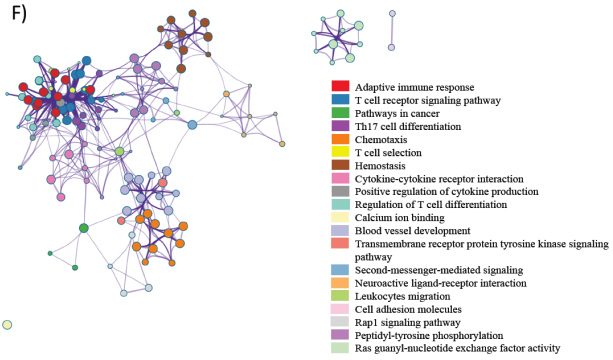 F)
Adaptive immune response
T cell receptor signaling pathway
Pathways in cancer
Th17 cell differentiation
Chemotaxis
T cell selection
Hemostasis
Cytokine-cytokine receptor interaction
Positive regulation of cytokine production
Regulation of T cell differentiation
Calcium ion binding
Blood vessel development
Transmembrane receptor protein tyrosine kinase signaling
pathway
Second-messenger-mediated signaling
Neuroactive ligand-receptor interaction
Leukocytes migration
Cell adhesion molecules
Rap1 signaling pathway
Peptidyl-tyrosine phosphorylation
Ras guanyl-nucleotide exchange factor activity